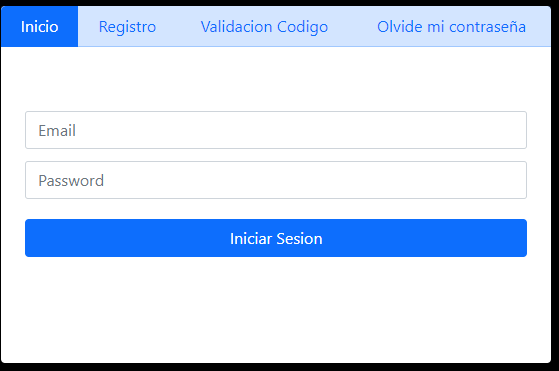 Inicio Registro Validacion Codigo Olvide mi contraseña
Email
Password
Iniciar Sesion